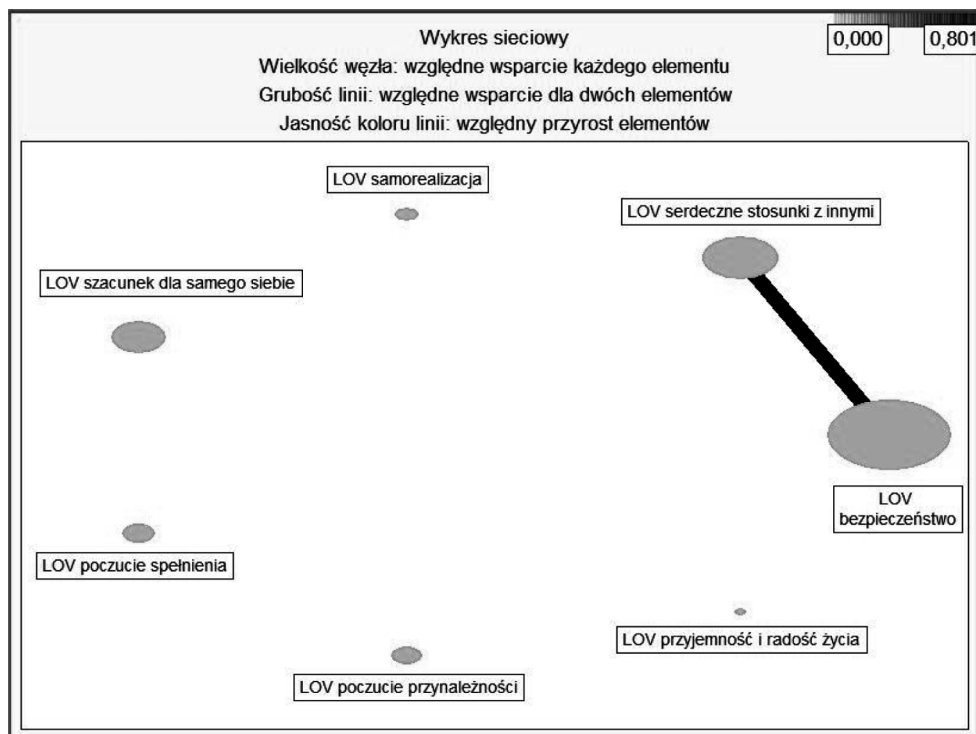 Wykres sieciowy
Wielkość węzła: względne wsparcie każdego elementu
Grubość linii: względne wsparcie dla dwóch elementów
Jasność koloru linii: względny przyrost elementów
0,000
0,801
LOV samorealizacja
LOV serdeczne stosunki z innymi
LOV szacunek dla samego siebie
LOV
bezpieczeństwo
LOV poczucie spełnienia
LOV przyjemność i radość życia
LOV poczucie przynależności